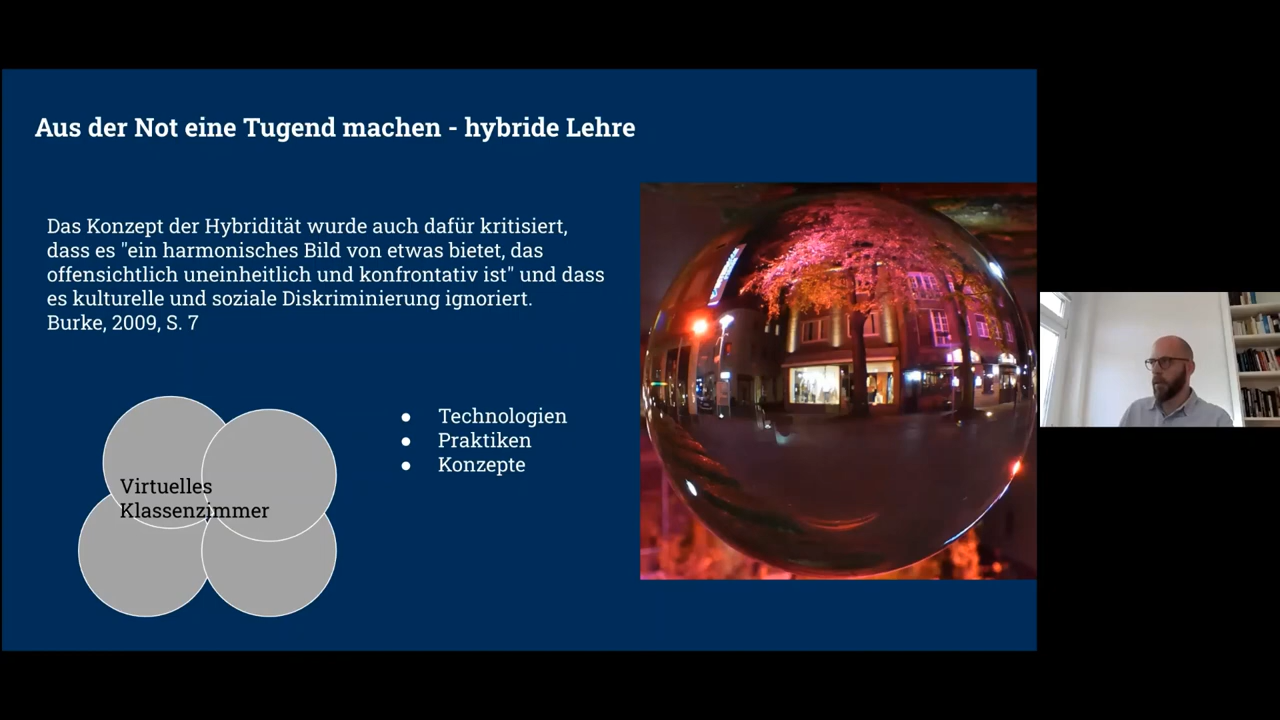 Aus der Not eine Tugend machen - hybride Lehre
Das Konzept der Hybridität wurde auch dafür kritisiert,
dass es "ein harmonisches Bild von etwas bietet, das
offensichtlich uneinheitlich und konfrontativ ist" und dass
es kulturelle und soziale Diskriminierung ignoriert.
Burke, 2009, S. 7
Virtuelles
Klassenzimmer
● Technologien
● Praktiken
● Konzepte